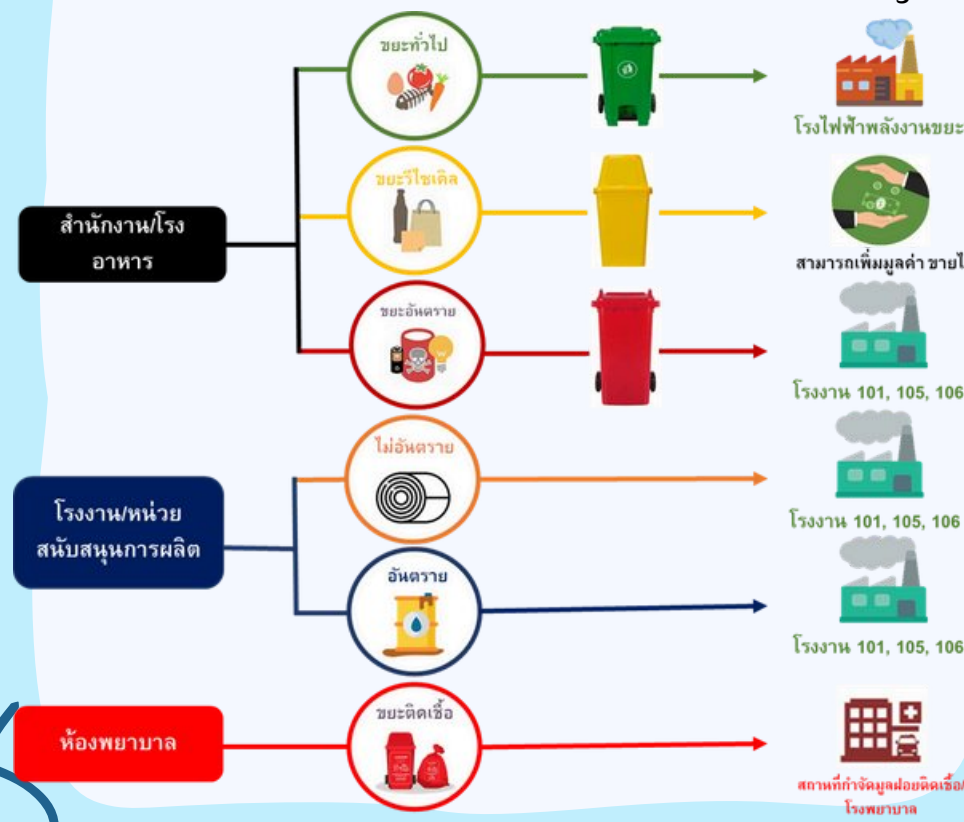 ขยะทั่วไป
โรงไฟฟ้าพลังงานขยะ
ขยะรีไซเคิล
สำนักงาน/โรง
อาหาร
สามารถเพิ่มมูลค่า ขายไ
ขยะอันตราย
โรงงาน 101, 105, 106
ไม่อันตราย
โรงงาน 101, 105, 106
โรงงาน/หน่วย
สนับสนุนการผลิต
อันตราย
โรงงาน 101, 105, 106
ขยะติดเชื้อ
ห้องพยาบาล
สถานที่กำจัดมูลฝอยติดเชื้อ/
โรงพยาบาล